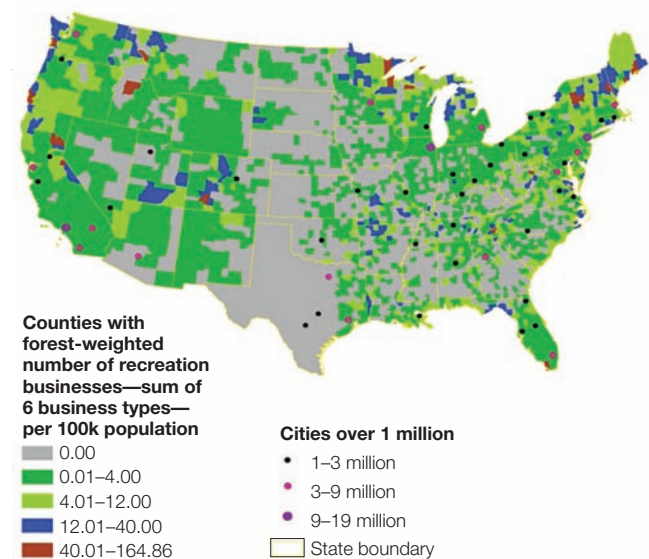 Counties with
forest-weighted
number of recreation
businesses—sum of
6 business types—
per 100k population
0.00
0.01–4.00
4.01–12.00
12.01–40.00
40.01–164.86
Cities over 1 million
1–3 million
3–9 million
9–19 million
State boundary